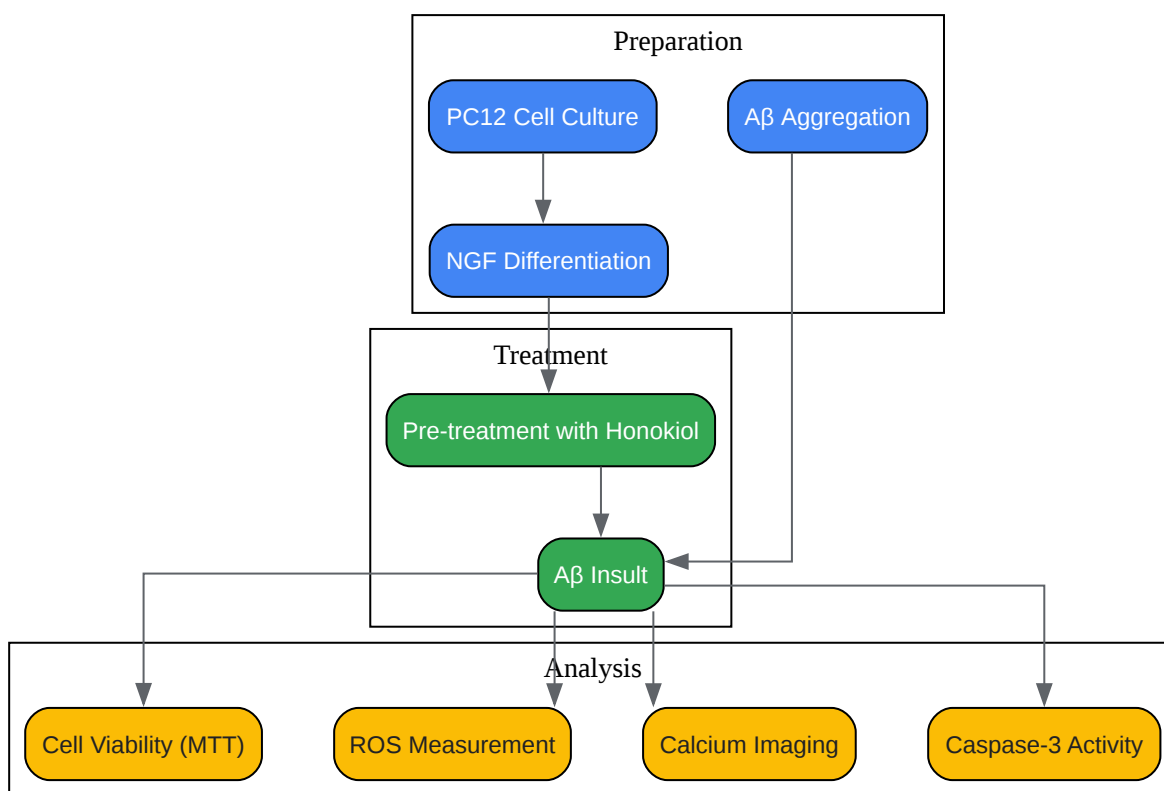 Preparation
PC12 Cell Culture
Aβ Aggregation
NGF Differentiation
Treatment
Pre-treatment with Honokiol
Aβ Insult
Analysis
Cell Viability (MTT)
ROS Measurement
Calcium Imaging
Caspase-3 Activity